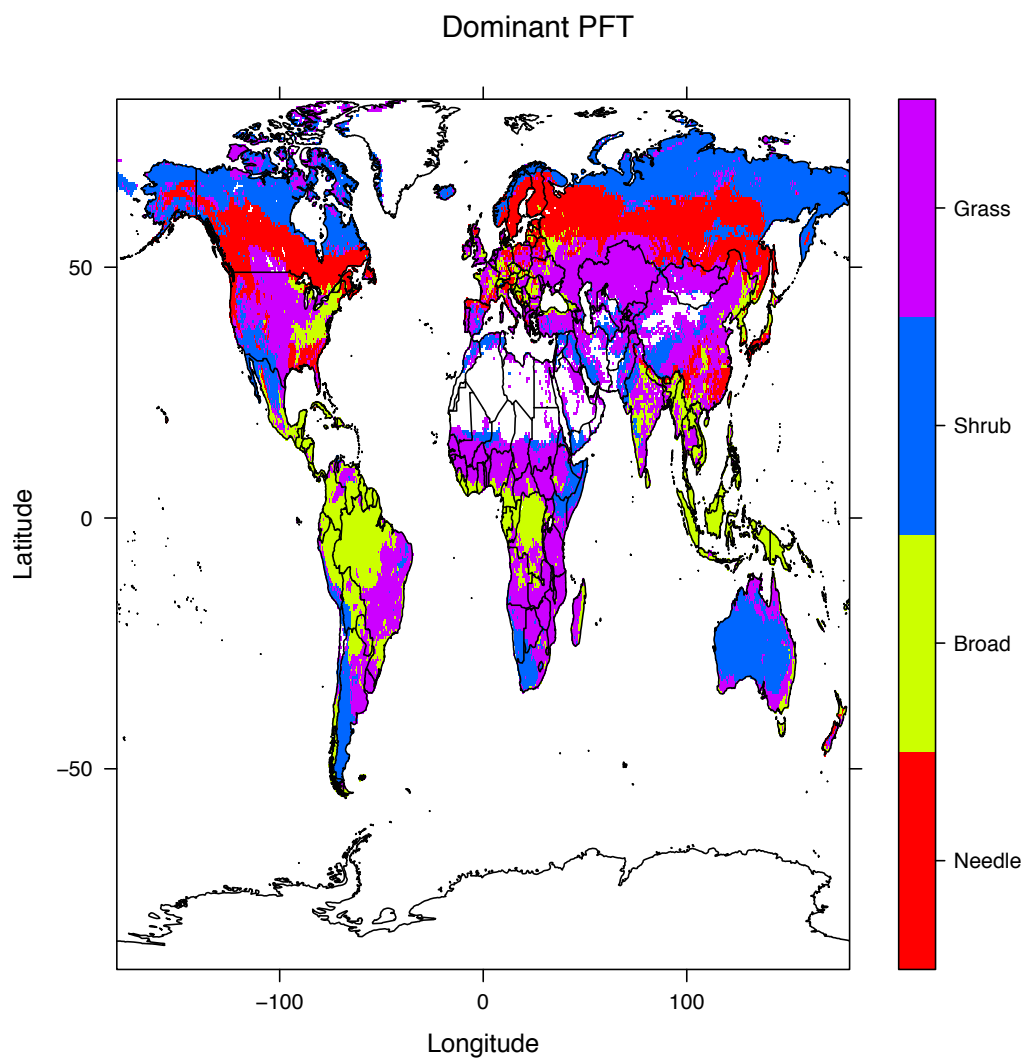 Dominant PFT
Latitude
50
0
−50
−100
0
100
Longitude
Grass
Shrub
Broad
Needle